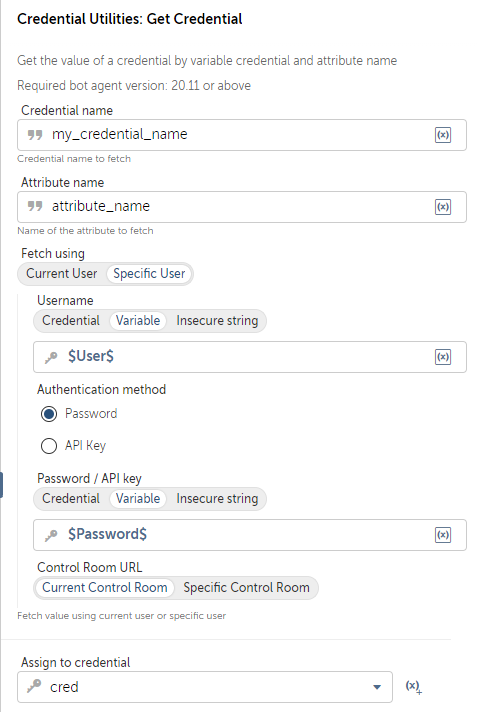 Credential Utilities: Get Credential
Get the value of a credential by variable credential and attribute name
Required bot agent version: 20.11 or above
Credential name
my_credential_name
(x)
Credential name to fetch
Attribute name
attribute_name
(x)
Name of the attribute to fetch
Fetch using
Current User Specific User
Username
Credential Variable Insecure string
$User$
(x)
Authentication method
Password
API Key
Password / API key
Credential Variable Insecure string
$Password$
(x)
Control Room URL
Current Control Room Specific Control Room
Fetch value using current user or specific user
Assign to credential
cred
(x)+